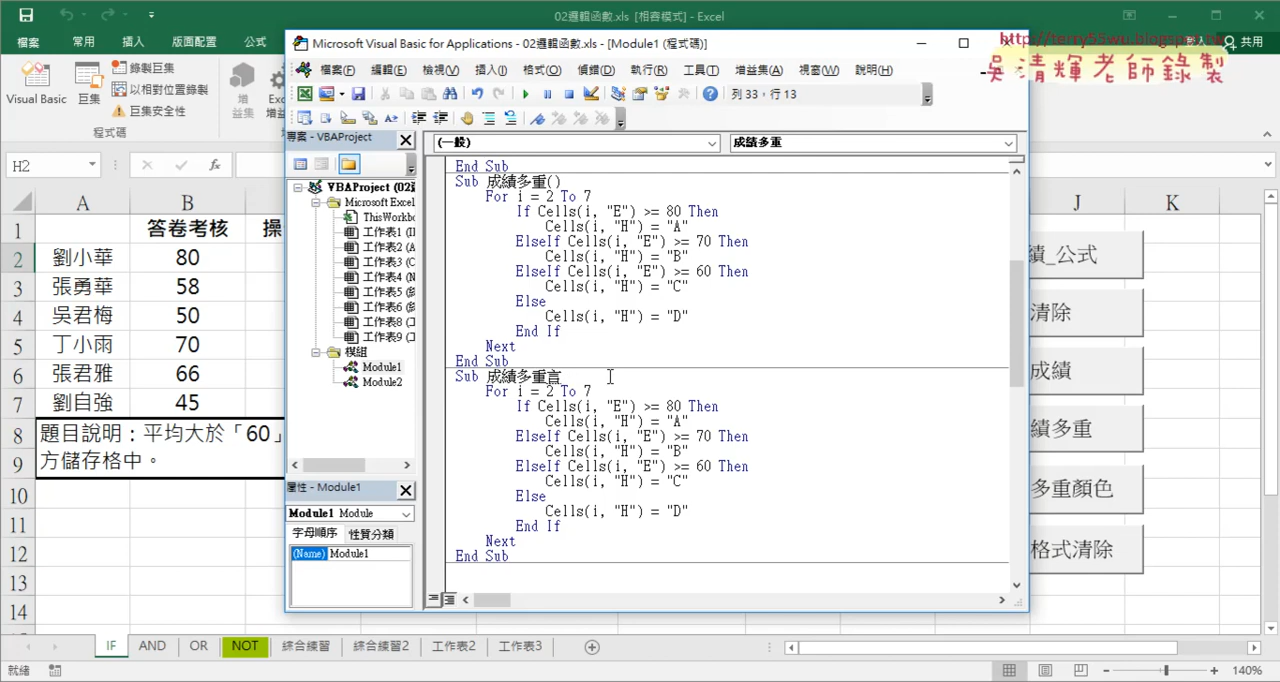 02邏輯函數.xls [相容模式] - Excel
檔案 常用 插入 版面配置 公式
登入 共用
http://terry55wu.blogspot.tw
吳清輝老師錄製
Visual Basic 巨集 錄製巨集
以相對位置錄製
巨集安全性
程式碼
增益集
H2
A B J K
1 答卷考核 操
2 劉小華 80
3 張勇華 58
4 吳君梅 50
5 丁小雨 70
6 張君雅 66
7 劉自強 45
8 題目說明：平均大於「60」
9 方儲存格中。
10
11
12
13
14
績_公式
清除
成績
績多重
多重顏色
格式清除
Microsoft Visual Basic for Applications - 02邏輯函數.xls - [Module1 (程式碼)]
檔案(F) 編輯(E) 檢視(V) 插入(I) 格式(O) 偵錯(D) 執行(R) 工具(T) 增益集(A) 視窗(W) 說明(H)
列 33，行 13
專案 - VBAProject
VBAProject (02
Microsoft Excel
ThisWorkb
工作表1 (I
工作表2 (A
工作表3 (C
工作表4 (N
工作表5
工作表6
工作表8
工作表9
模組
Module1
Module2
屬性 - Module1
Module1 Module
字母順序 性質分類
(Name) Module1
(一般) 成績多重
End Sub
Sub 成績多重()
For i = 2 To 7
If Cells(i, "E") >= 80 Then
Cells(i, "H") = "A"
ElseIf Cells(i, "E") >= 70 Then
Cells(i, "H") = "B"
ElseIf Cells(i, "E") >= 60 Then
Cells(i, "H") = "C"
Else
Cells(i, "H") = "D"
End If
Next
End Sub
Sub 成績多重言
For i = 2 To 7
If Cells(i, "E") >= 80 Then
Cells(i, "H") = "A"
ElseIf Cells(i, "E") >= 70 Then
Cells(i, "H") = "B"
ElseIf Cells(i, "E") >= 60 Then
Cells(i, "H") = "C"
Else
Cells(i, "H") = "D"
End If
Next
End Sub
IF AND OR NOT 綜合練習 綜合練習2 工作表2 工作表3
就緒
140%